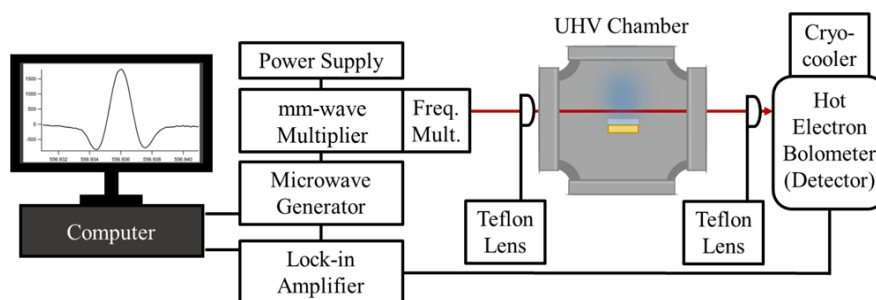 UHV Chamber
Cryo-
cooler
Power Supply
mm-wave
Multiplier
Freq.
Mult.
Hot
Electron
Bolometer
(Detector)
1500
1000
500
0
-500
556.932
556.934
556.936
556.938
556.940
Microwave
Generator
Computer
Teflon
Lens
Teflon
Lens
Lock-in
Amplifier